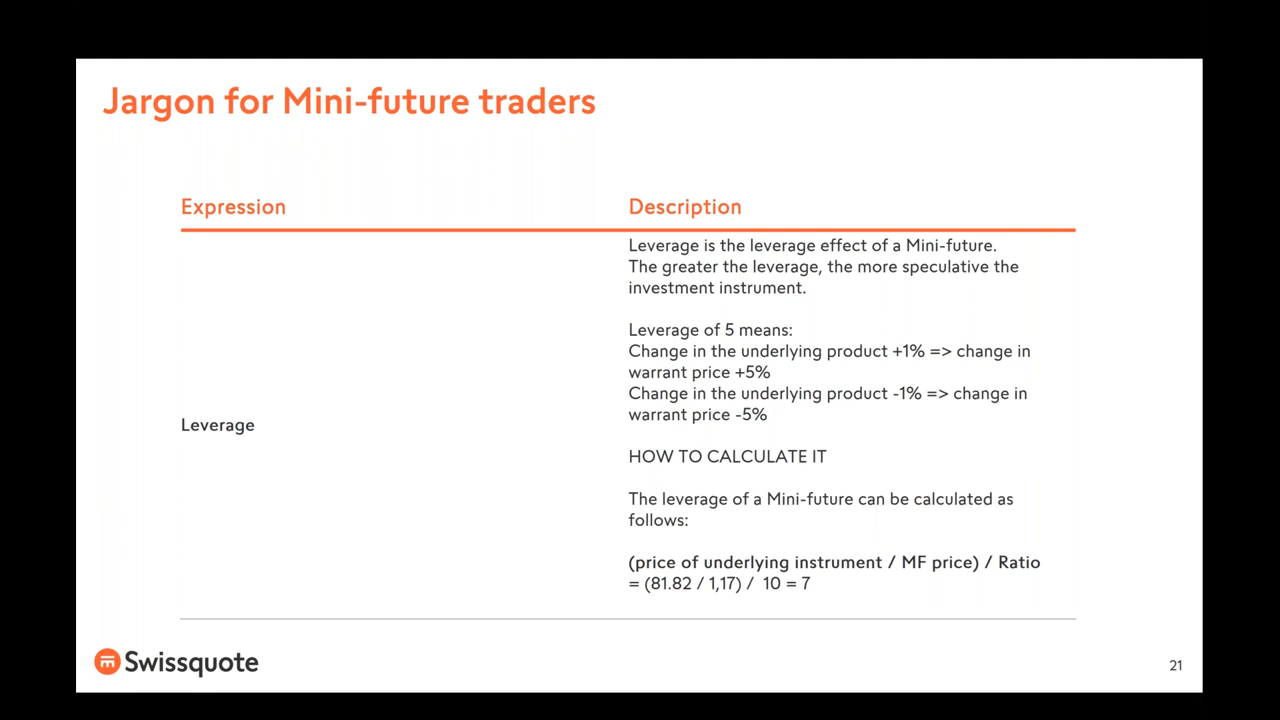 Jargon for Mini-future traders
Expression
Description
Leverage
Leverage is the leverage effect of a Mini-future.
The greater the leverage, the more speculative the
investment instrument.
Leverage of 5 means:
Change in the underlying product +1% => change in
warrant price +5%
Change in the underlying product -1% => change in
warrant price -5%
HOW TO CALCULATE IT
The leverage of a Mini-future can be calculated as
follows:
(price of underlying instrument / MF price) / Ratio
= (81.82 / 1,17) / 10 = 7
Swissquote
21